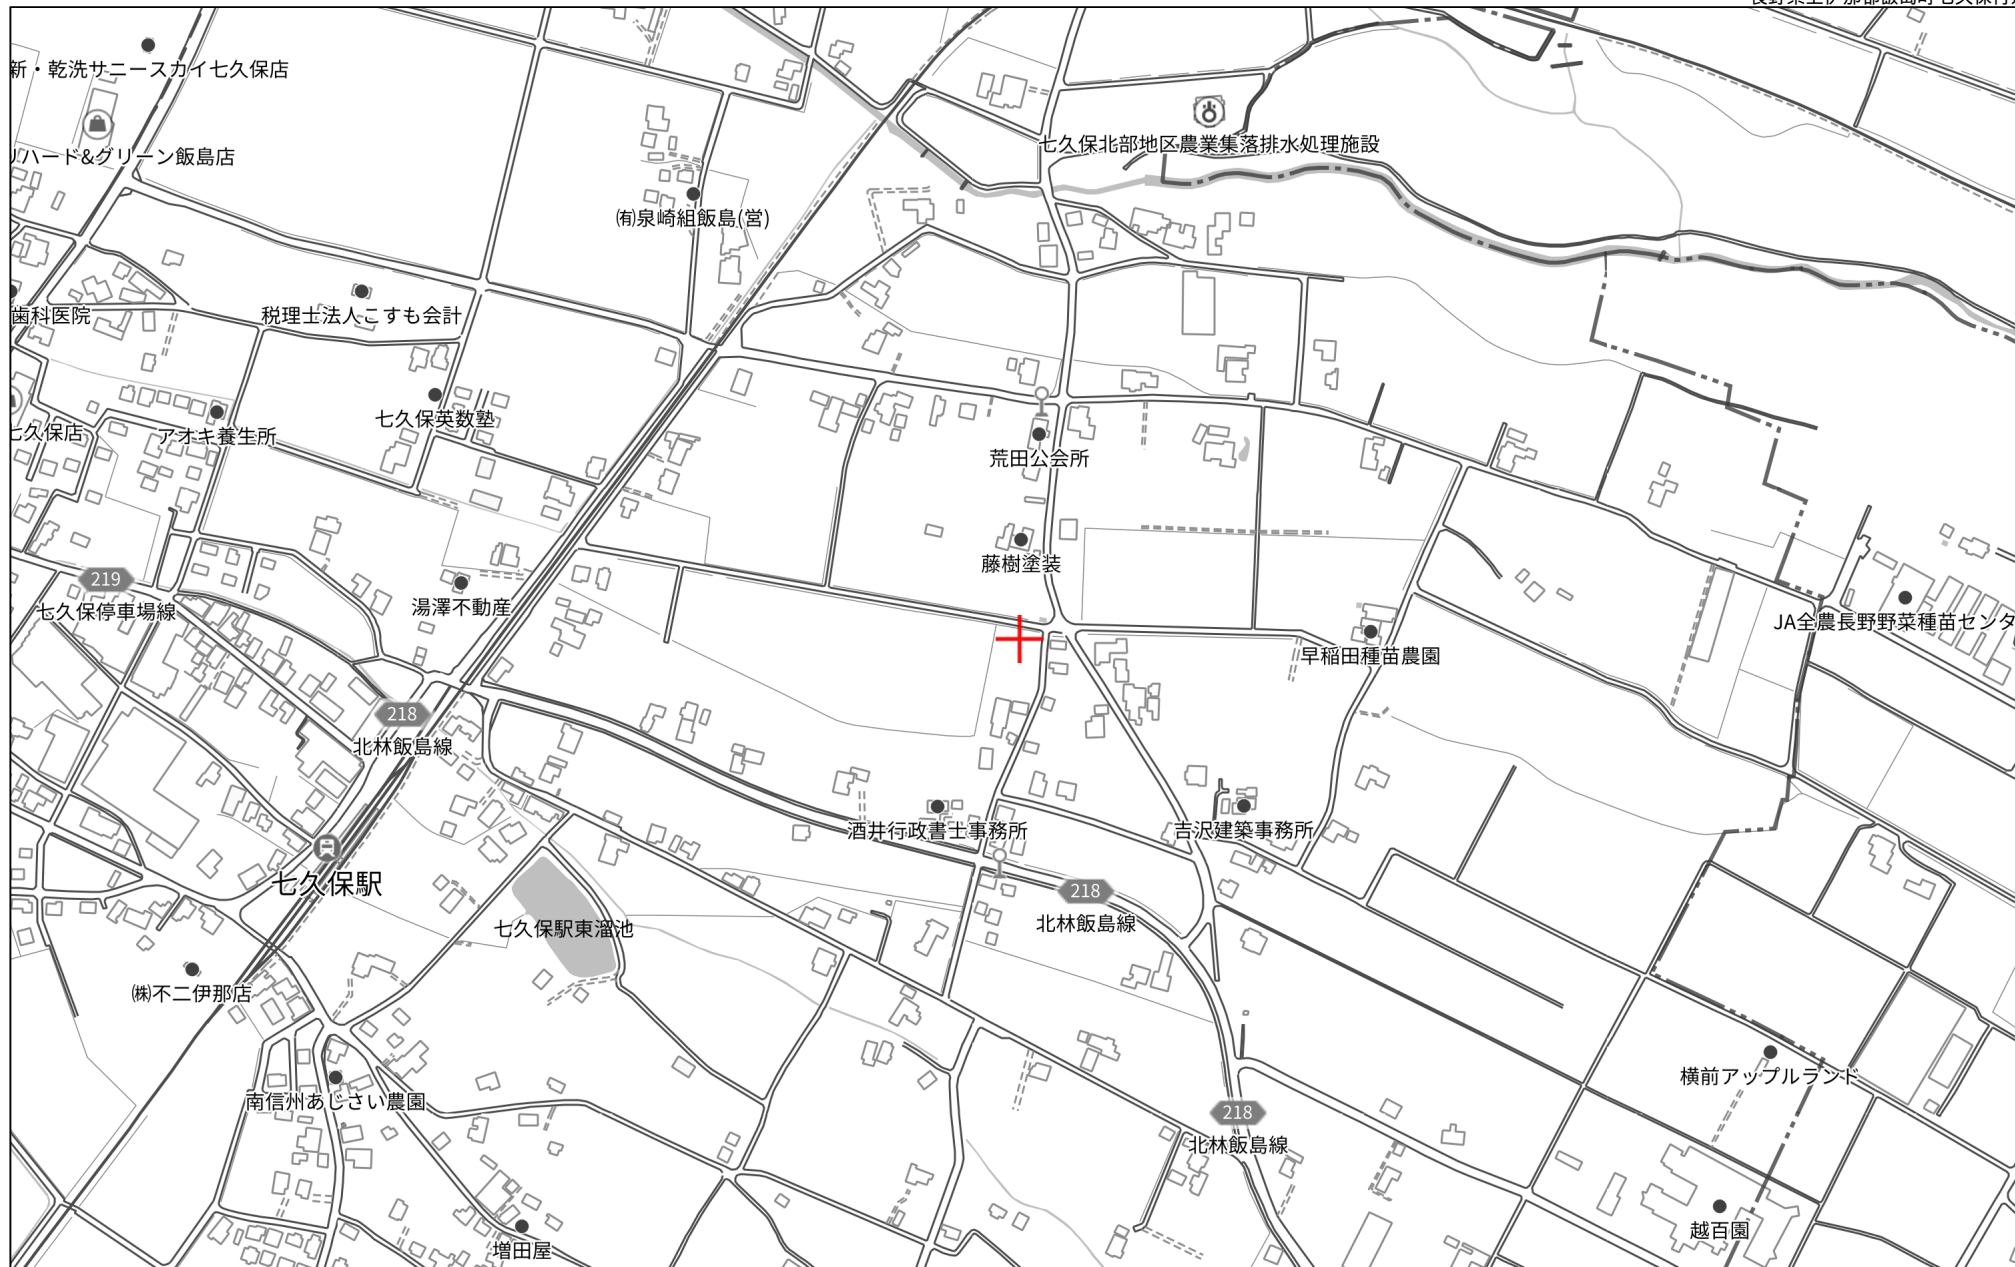 新・乾洗サニースカイ七久保店
リハード&グリーン飯島店
七久保北部地区農業集落排水処理施設
㈲泉崎組飯島(営)
歯科医院
税理士法人こすも会計
七久保英数塾
七久保店
アオキ養生所
荒田公会所
藤樹塗装
219
七久保停車場線
湯澤不動産
JA全農長野野菜種苗センタ
早稲田種苗農園
218
北林飯島線
酒井行政書士事務所
吉沢建築事務所
七久保駅
218
北林飯島線
七久保駅東溜池
㈱不二伊那店
横前アップルランド
南信州あじさい農園
218
北林飯島線
越百園
増田屋